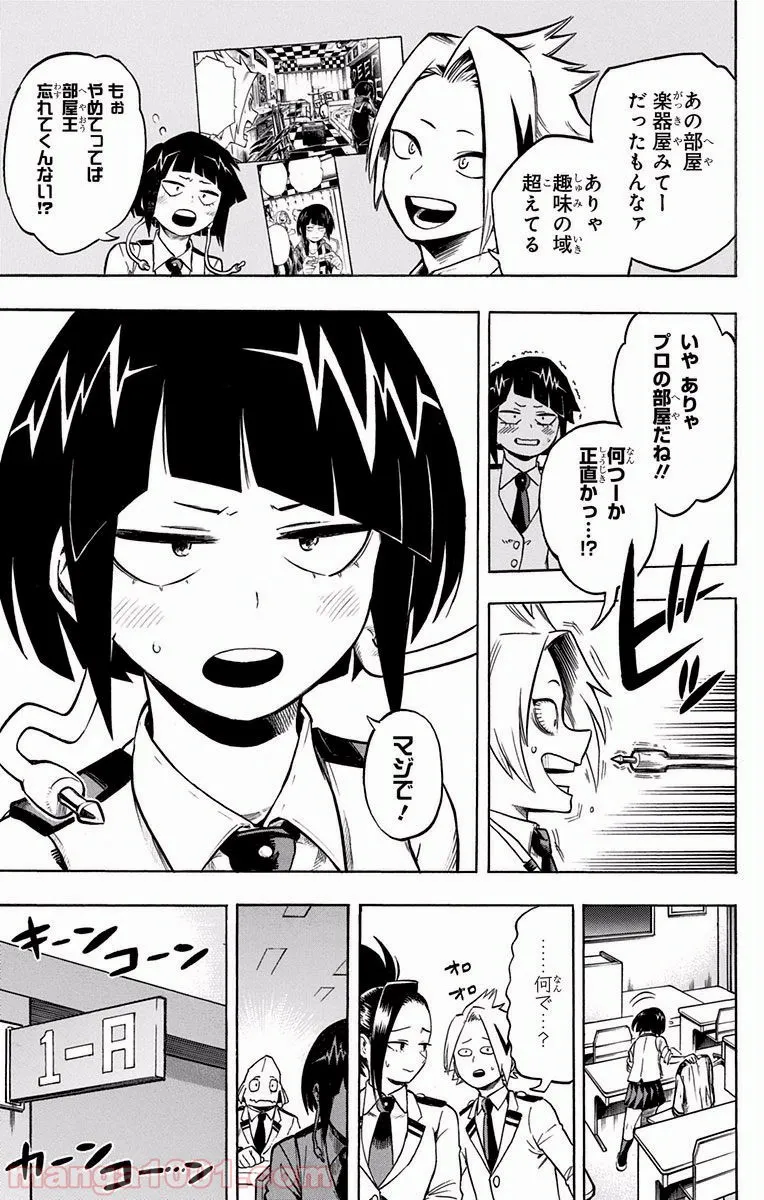 あの部屋
楽器屋みてー
だったもんなァ
ありゃ
趣味の域
超えてる
もぉ
やめてってば
部屋王
忘れてくんない!?
いや ありゃ
プロの部屋だね!!
何つーか
正直かっ…!?
ビッ
マジで!
……何で…?
オロ
オロ
キーンコーン
1-A
カーンコー…ン
manga1001.com